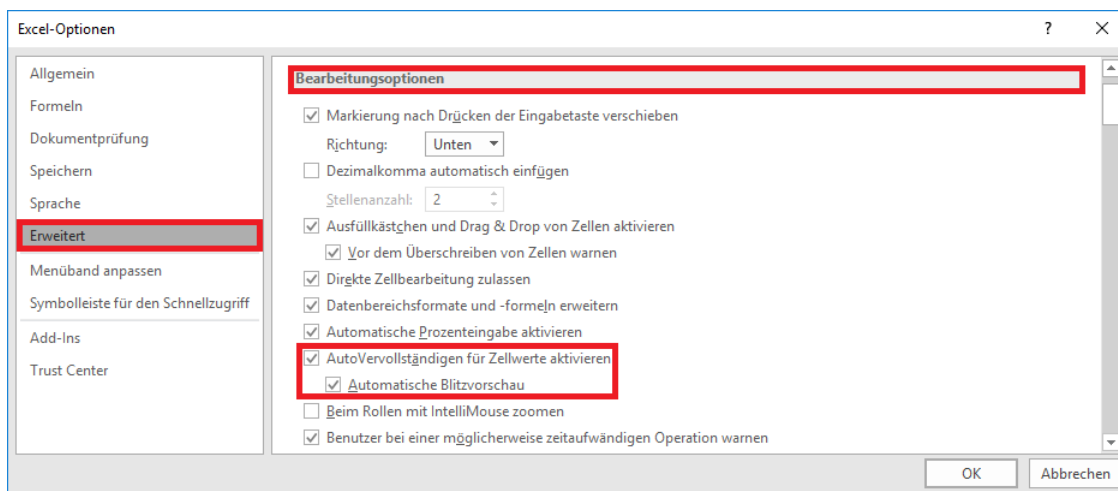 Excel-Optionen ?
Allgemein
Formeln
Dokumentprüfung
Speichern
Sprache
Erweitert
Menüband anpassen
Symbolleiste für den Schnellzugriff
Add-Ins
Trust Center
Bearbeitungsoptionen
Markierung nach Drücken der Eingabetaste verschieben
Richtung: Unten
Dezimalkomma automatisch einfügen
Stellenanzahl: 2
Ausfüllkästchen und Drag & Drop von Zellen aktivieren
Vor dem Überschreiben von Zellen warnen
Direkte Zellbearbeitung zulassen
Datenbereichsformate und -formeln erweitern
Automatische Prozenteingabe aktivieren
AutoVervollständigen für Zellwerte aktivieren
Automatische Blitzvorschau
Beim Rollen mit IntelliMouse zoomen
Benutzer bei einer möglicherweise zeitaufwändigen Operation warnen
OK Abbrechen